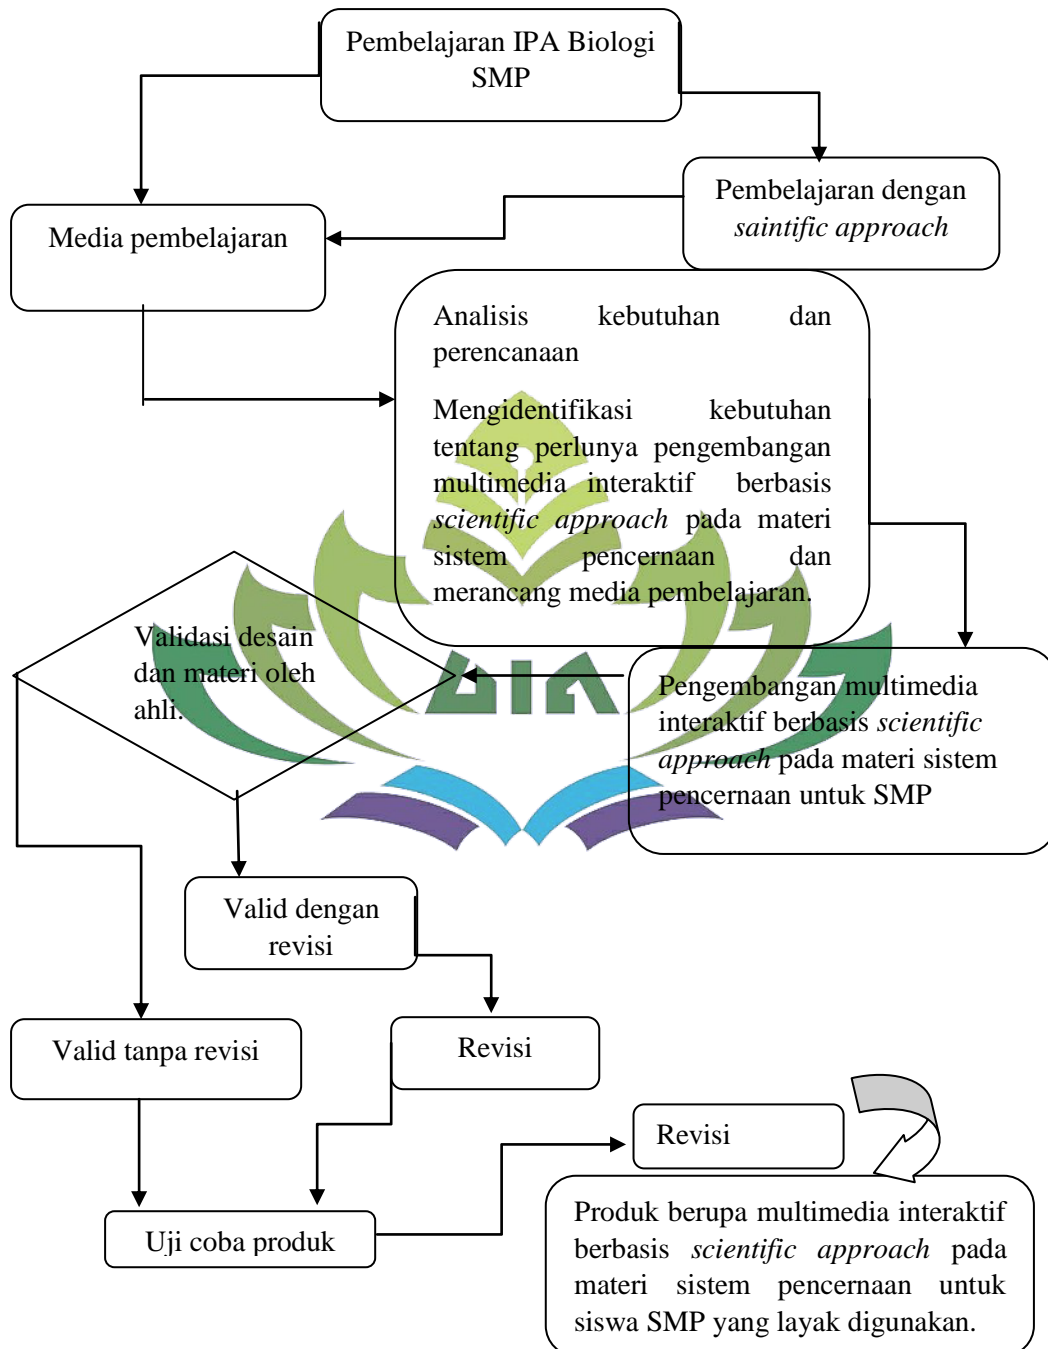 Pembelajaran IPA Biologi
SMP
Pembelajaran dengan
saintific approach
Media pembelajaran
Analisis kebutuhan dan
perencanaan
Mengidentifikasi kebutuhan
tentang perlunya pengembangan
multimedia interaktif berbasis
scientific approach pada materi
sistem pencernaan dan
merancang media pembelajaran.
Validasi desain
dan materi oleh
ahli.
UIN
Pengembangan multimedia
interaktif berbasis scientific
approach pada materi sistem
pencernaan untuk SMP
Valid dengan
revisi
Valid tanpa revisi
Revisi
Revisi
Uji coba produk
Produk berupa multimedia interaktif
berbasis scientific approach pada
materi sistem pencernaan untuk
siswa SMP yang layak digunakan.